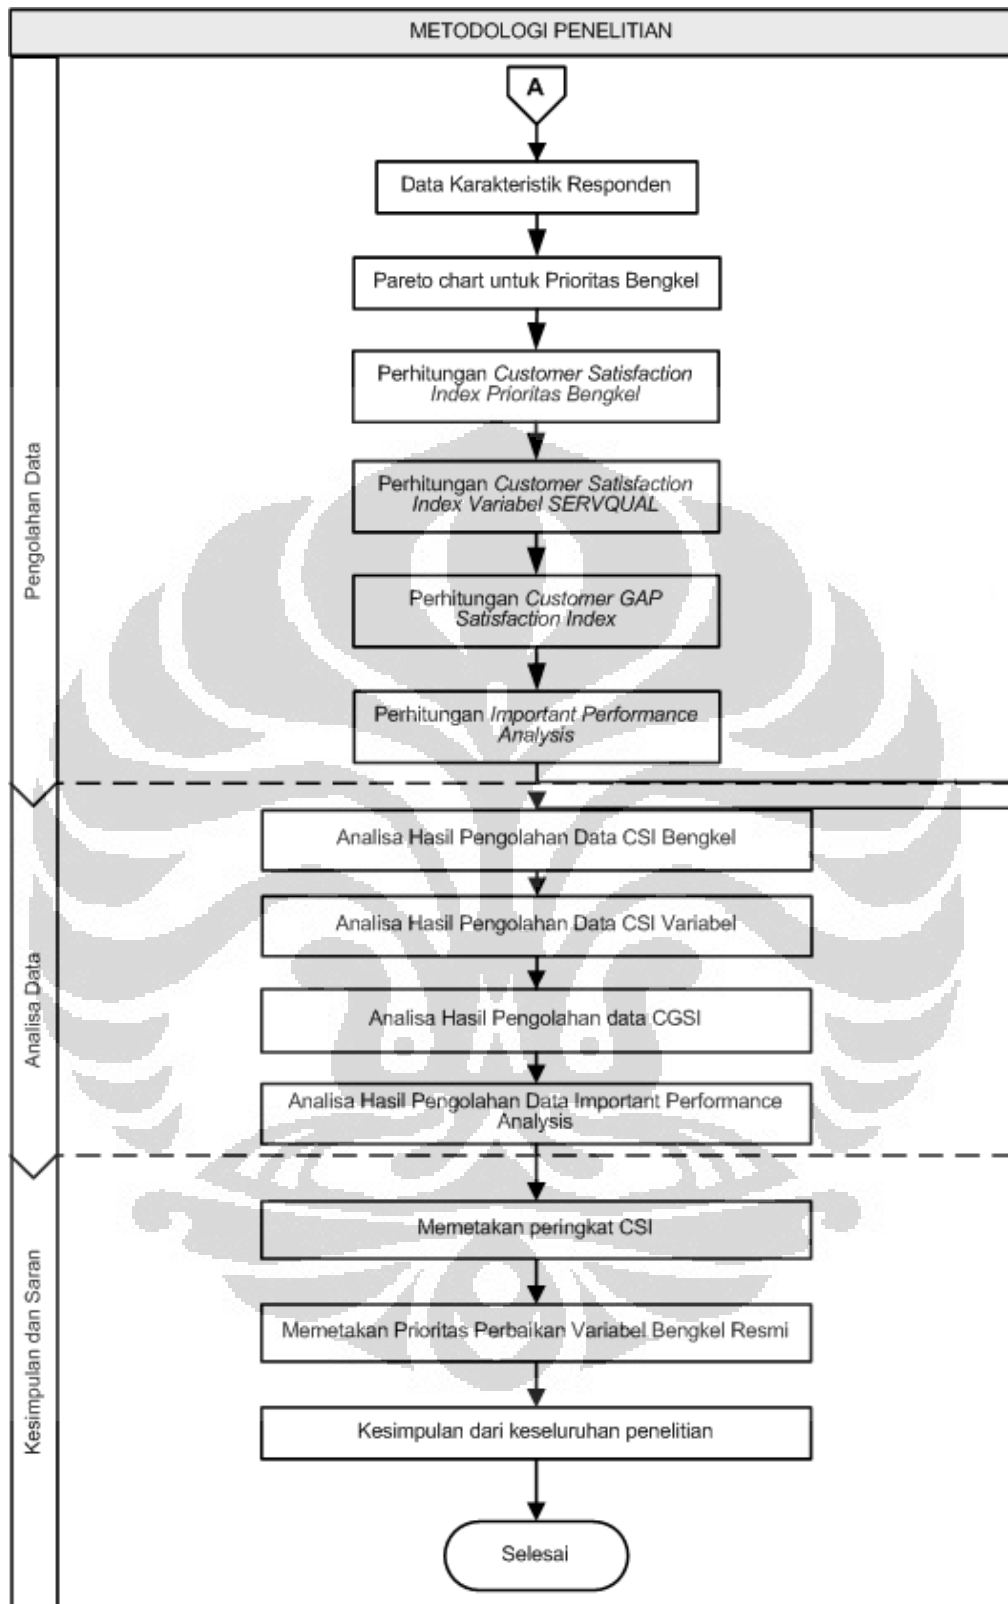 METODOLOGI PENELITIAN
Pengolahan Data
A
Data Karakteristik Responden
Pareto chart untuk Prioritas Bengkel
Perhitungan Customer Satisfaction
Index Prioritas Bengkel
Perhitungan Customer Satisfaction
Index Variabel SERVQUAL
Perhitungan Customer GAP
Satisfaction Index
Perhitungan Important Performance
Analysis
Analisa Data
Analisa Hasil Pengolahan Data CSI Bengkel
Analisa Hasil Pengolahan Data CSI Variabel
Analisa Hasil Pengolahan data CGSI
Analisa Hasil Pengolahan Data Important Performance
Analysis
Kesimpulan dan Saran
Memetakan peringkat CSI
Memetakan Prioritas Perbaikan Variabel Bengkel Resmi
Kesimpulan dari keseluruhan penelitian
Selesai